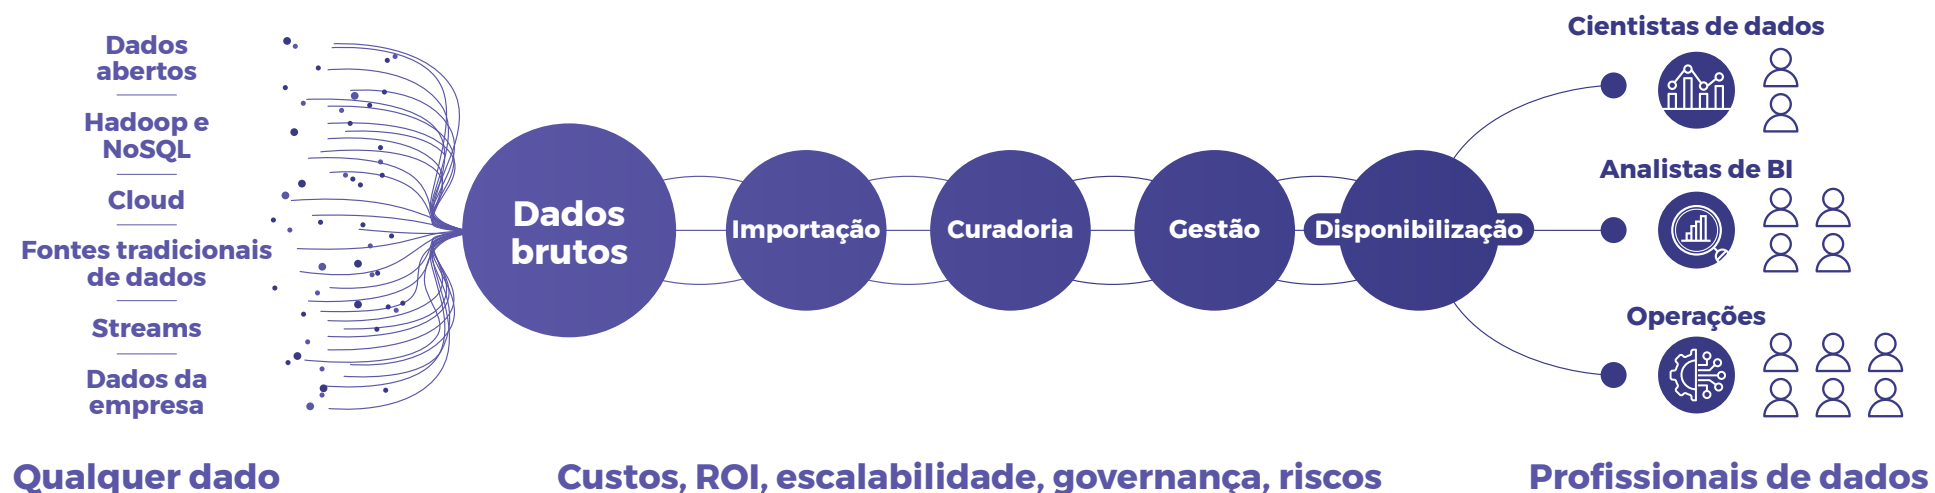 Dados
abertos
Hadoop e
NoSQL
Cloud
Fontes tradicionais
de dados
Streams
Dados da
empresa
Qualquer dado
Dados
brutos
Importação
Curadoria
Gestão
Disponibilização
Custos, ROI, escalabilidade, governança, riscos
Cientistas de dados
Analistas de BI
Operações
Profissionais de dados